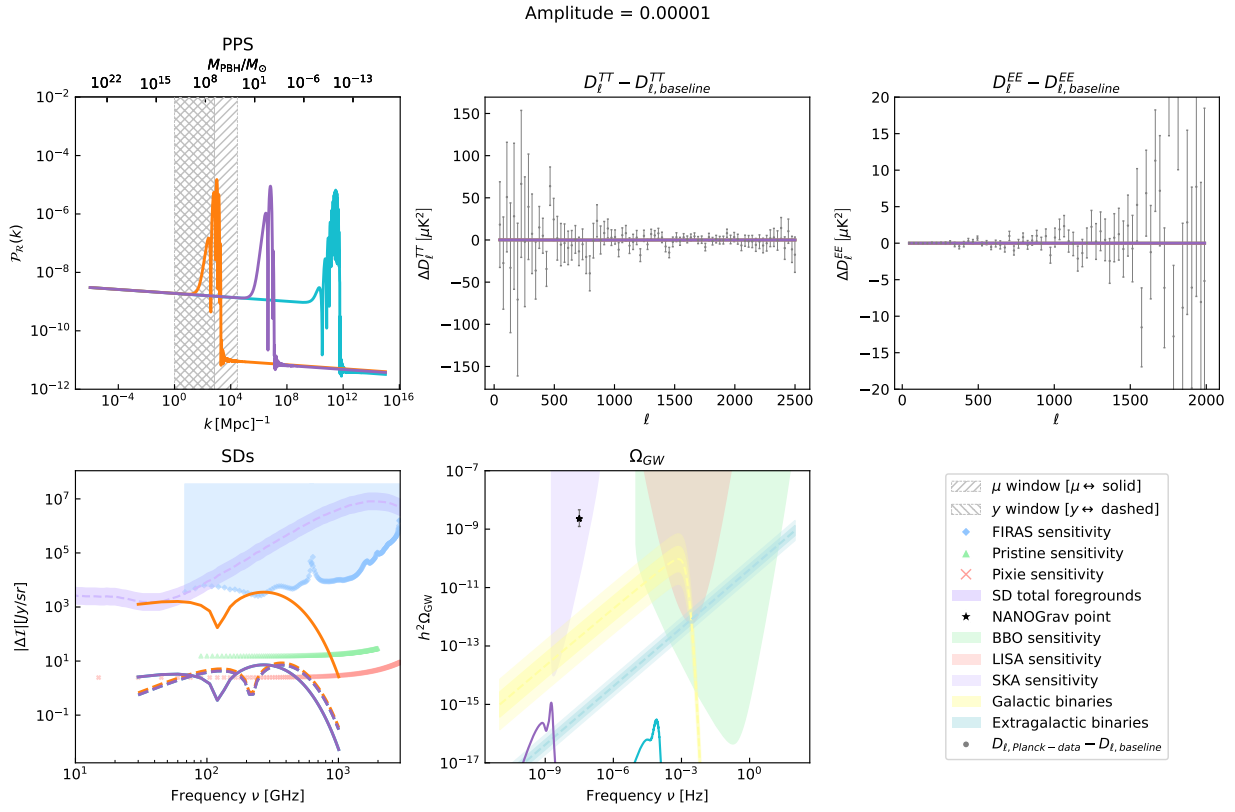 Amplitude = 0.00001
PPS
M_PBH/M_⊙
10^22 10^15 10^8 10^1 10^−6 10^−13
10^−2
10^−4
10^−6
10^−8
10^−10
10^−12
P_R(k)
10^−4 10^0 10^4 10^8 10^12 10^16
k [Mpc]^−1
D_ℓ^TT − D_ℓ,baseline^TT
150
100
50
0
−50
−100
−150
ΔD_ℓ^TT [μK²]
0 500 1000 1500 2000 2500
ℓ
D_ℓ^EE − D_ℓ,baseline^EE
20
15
10
5
0
−5
−10
−15
−20
ΔD_ℓ^EE [μK²]
0 500 1000 1500 2000
ℓ
SDs
10^7
10^5
10^3
10^1
10^−1
|ΔI|[Jy/sr]
10^1 10^2 10^3
Frequency ν [GHz]
Ω_GW
10^−7
10^−9
10^−11
10^−13
10^−15
10^−17
h²Ω_GW
10^−9 10^−6 10^−3 10^0
Frequency ν [Hz]
μ window [μ↔ solid]
y window [y↔ dashed]
FIRAS sensitivity
Pristine sensitivity
Pixie sensitivity
SD total foregrounds
NANOGrav point
BBO sensitivity
LISA sensitivity
SKA sensitivity
Galactic binaries
Extragalactic binaries
D_ℓ,Planck−data − D_ℓ,baseline